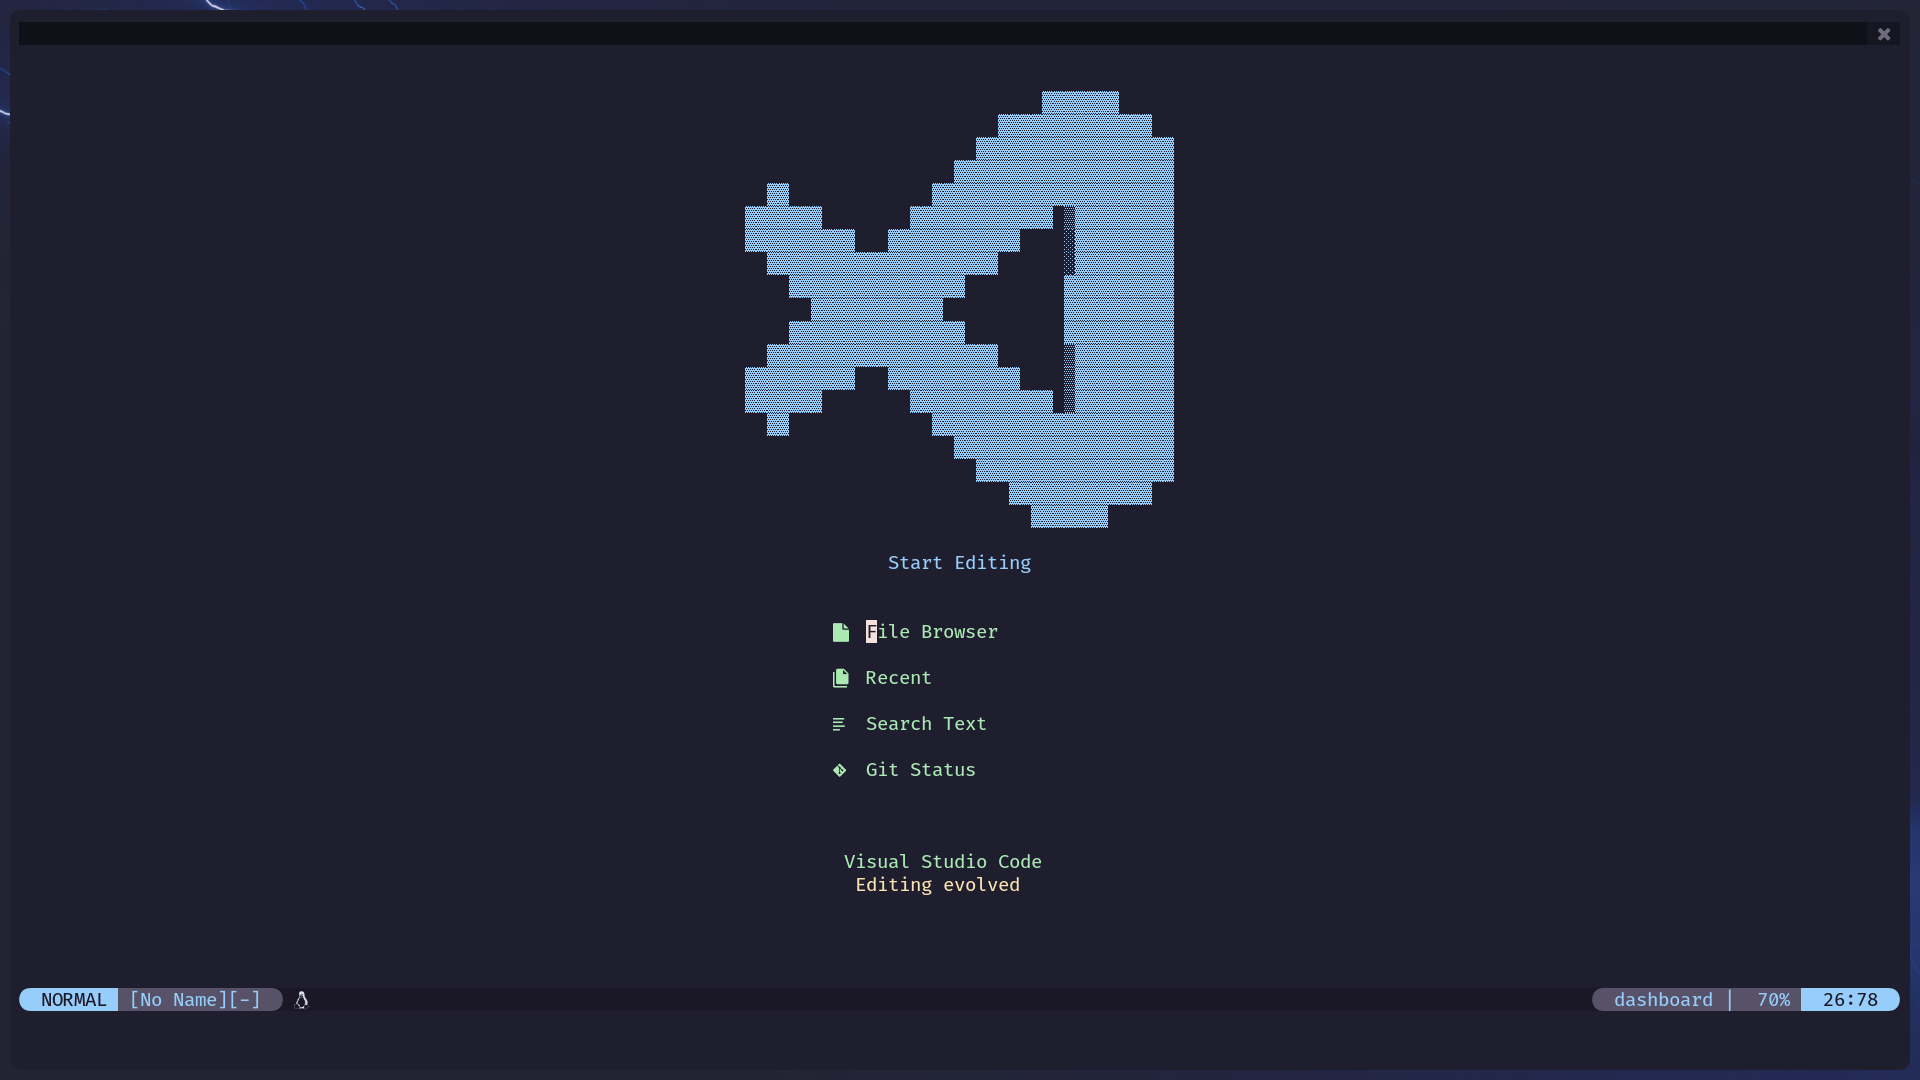 Start Editing
File Browser
Recent
Search Text
Git Status
Visual Studio Code
Editing evolved
NORMAL [No Name][-] dashboard | 70% 26:78